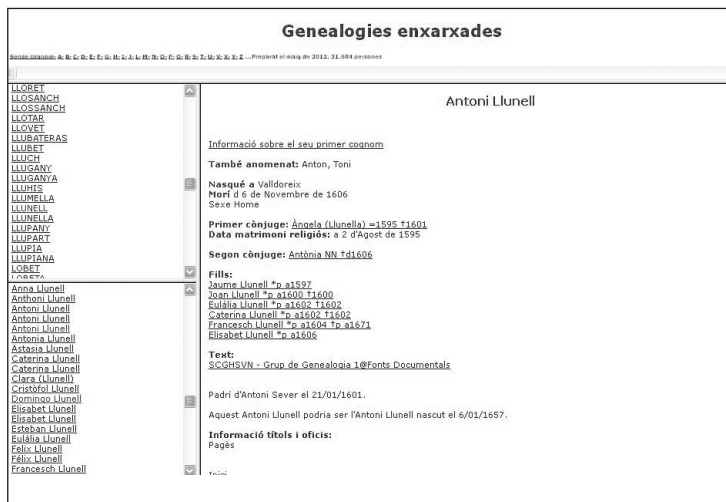 Genealogies enxarxades
Sense cognom- A- B- C- D- E- F- G- H- I- J- L- M- N- O- P- Q- R- S- T- U- V- X- Y- Z ...Preparat el maig de 2012. 31.684 persones
LLORET
LLOSANCH
LLOSSANCH
LLOTAR
LLOVET
LLUBATERAS
LLUBET
LLUCH
LLUGANY
LLUGANYA
LLUHIS
LLUMELLA
LLUNELL
LLUNELLA
LLUPANY
LLUPART
LLUPIA
LLUPIANA
LOBET
LOBETA
Anna Llunell
Anthoni Llunell
Antoni Llunell
Antoni Llunell
Antoni Llunell
Antonia Llunell
Astasia Llunell
Caterina Llunell
Caterina Llunell
Clara (Llunell)
Cristòfol Llunell
Domingo Llunell
Elisabet Llunell
Elisabet Llunell
Esteban Llunell
Eulàlia Llunell
Felix Llunell
Félix Llunell
Francesch Llunell
Antoni Llunell
Informació sobre el seu primer cognom
També anomenat: Anton, Toni
Nasqué a Valldoreix
Morí d 6 de Novembre de 1606
Sexe Home
Primer cònjuge: Àngela (Llunella) =1595 †1601
Data matrimoni religiós: a 2 d'Agost de 1595
Segon cònjuge: Antònia NN †d1606
Fills:
Jaume Llunell *p a1597
Joan Llunell *p a1600 †1600
Eulàlia Llunell *p a1602 †1602
Caterina Llunell *p a1602 †1602
Francesch Llunell *p a1604 †p a1671
Elisabet Llunell *p a1606
Text:
SCGHSVN - Grup de Genealogia 1@Fonts Documentals
Padrí d'Antoni Sever el 21/01/1601.
Aquest Antoni Llunell podria ser l'Antoni Llunell nascut el 6/01/1657.
Informació títols i oficis:
Pagès
Inici